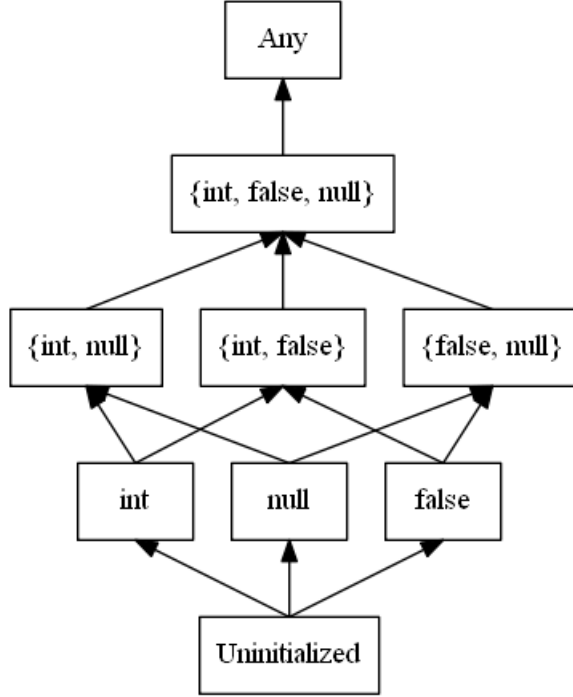 Any
{int, false, null}
{int, null}
{int, false}
{false, null}
int
null
false
Uninitialized